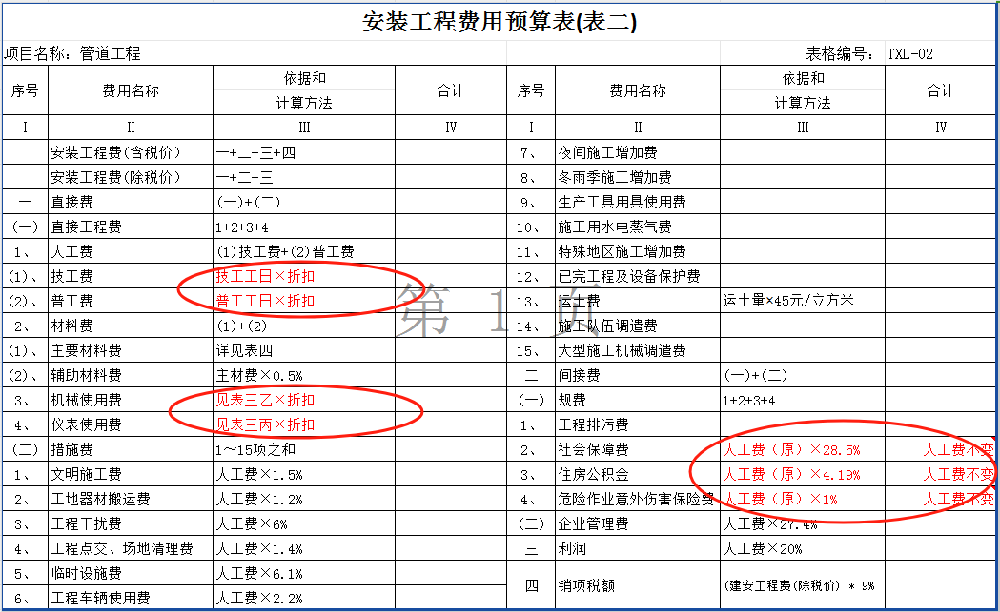 安装工程费用预算表(表二)
项目名称：管道工程 表格编号： TXL-02
序号 费用名称 依据和 计算方法 合计 序号 费用名称 依据和 计算方法 合计
I II III IV I II III IV
安装工程费(含税价) 一+二+三+四 7、 夜间施工增加费
安装工程费(除税价) 一+二+三 8、 冬雨季施工增加费
一 直接费 (一)+(二) 9、 生产工具用具使用费
(一) 直接工程费 1+2+3+4 10、 施工用水电蒸气费
1、 人工费 (1)技工费+(2)普工费 11、 特殊地区施工增加费
(1)、 技工费 技工工日×折扣 12、 已完工程及设备保护费
(2)、 普工费 普工工日×折扣 13、 运土费 运土量×45元/立方米
2、 材料费 (1)+(2) 14、 施工队伍调遣费
(1)、 主要材料费 详见表四 15、 大型施工机械调遣费
(2)、 辅助材料费 主材费×0.5% 二 间接费 (一)+(二)
3、 机械使用费 见表三乙×折扣 (一) 规费 1+2+3+4
4、 仪表使用费 见表三丙×折扣 1、 工程排污费
(二) 措施费 1～15项之和 2、 社会保障费 人工费（原）×28.5% 人工费不变
1、 文明施工费 人工费×1.5% 3、 住房公积金 人工费（原）×4.19% 人工费不变
2、 工地器材搬运费 人工费×1.2% 4、 危险作业意外伤害保险费 人工费（原）×1% 人工费不变
3、 工程干扰费 人工费×6% (二) 企业管理费 人工费×27.4%
4、 工程点交、场地清理费 人工费×1.4% 三 利润 人工费×20%
5、 临时设施费 人工费×6.1% 四 销项税额 (建安工程费(除税价) * 9%
6、 工程车辆使用费 人工费×2.2%
第 1 页